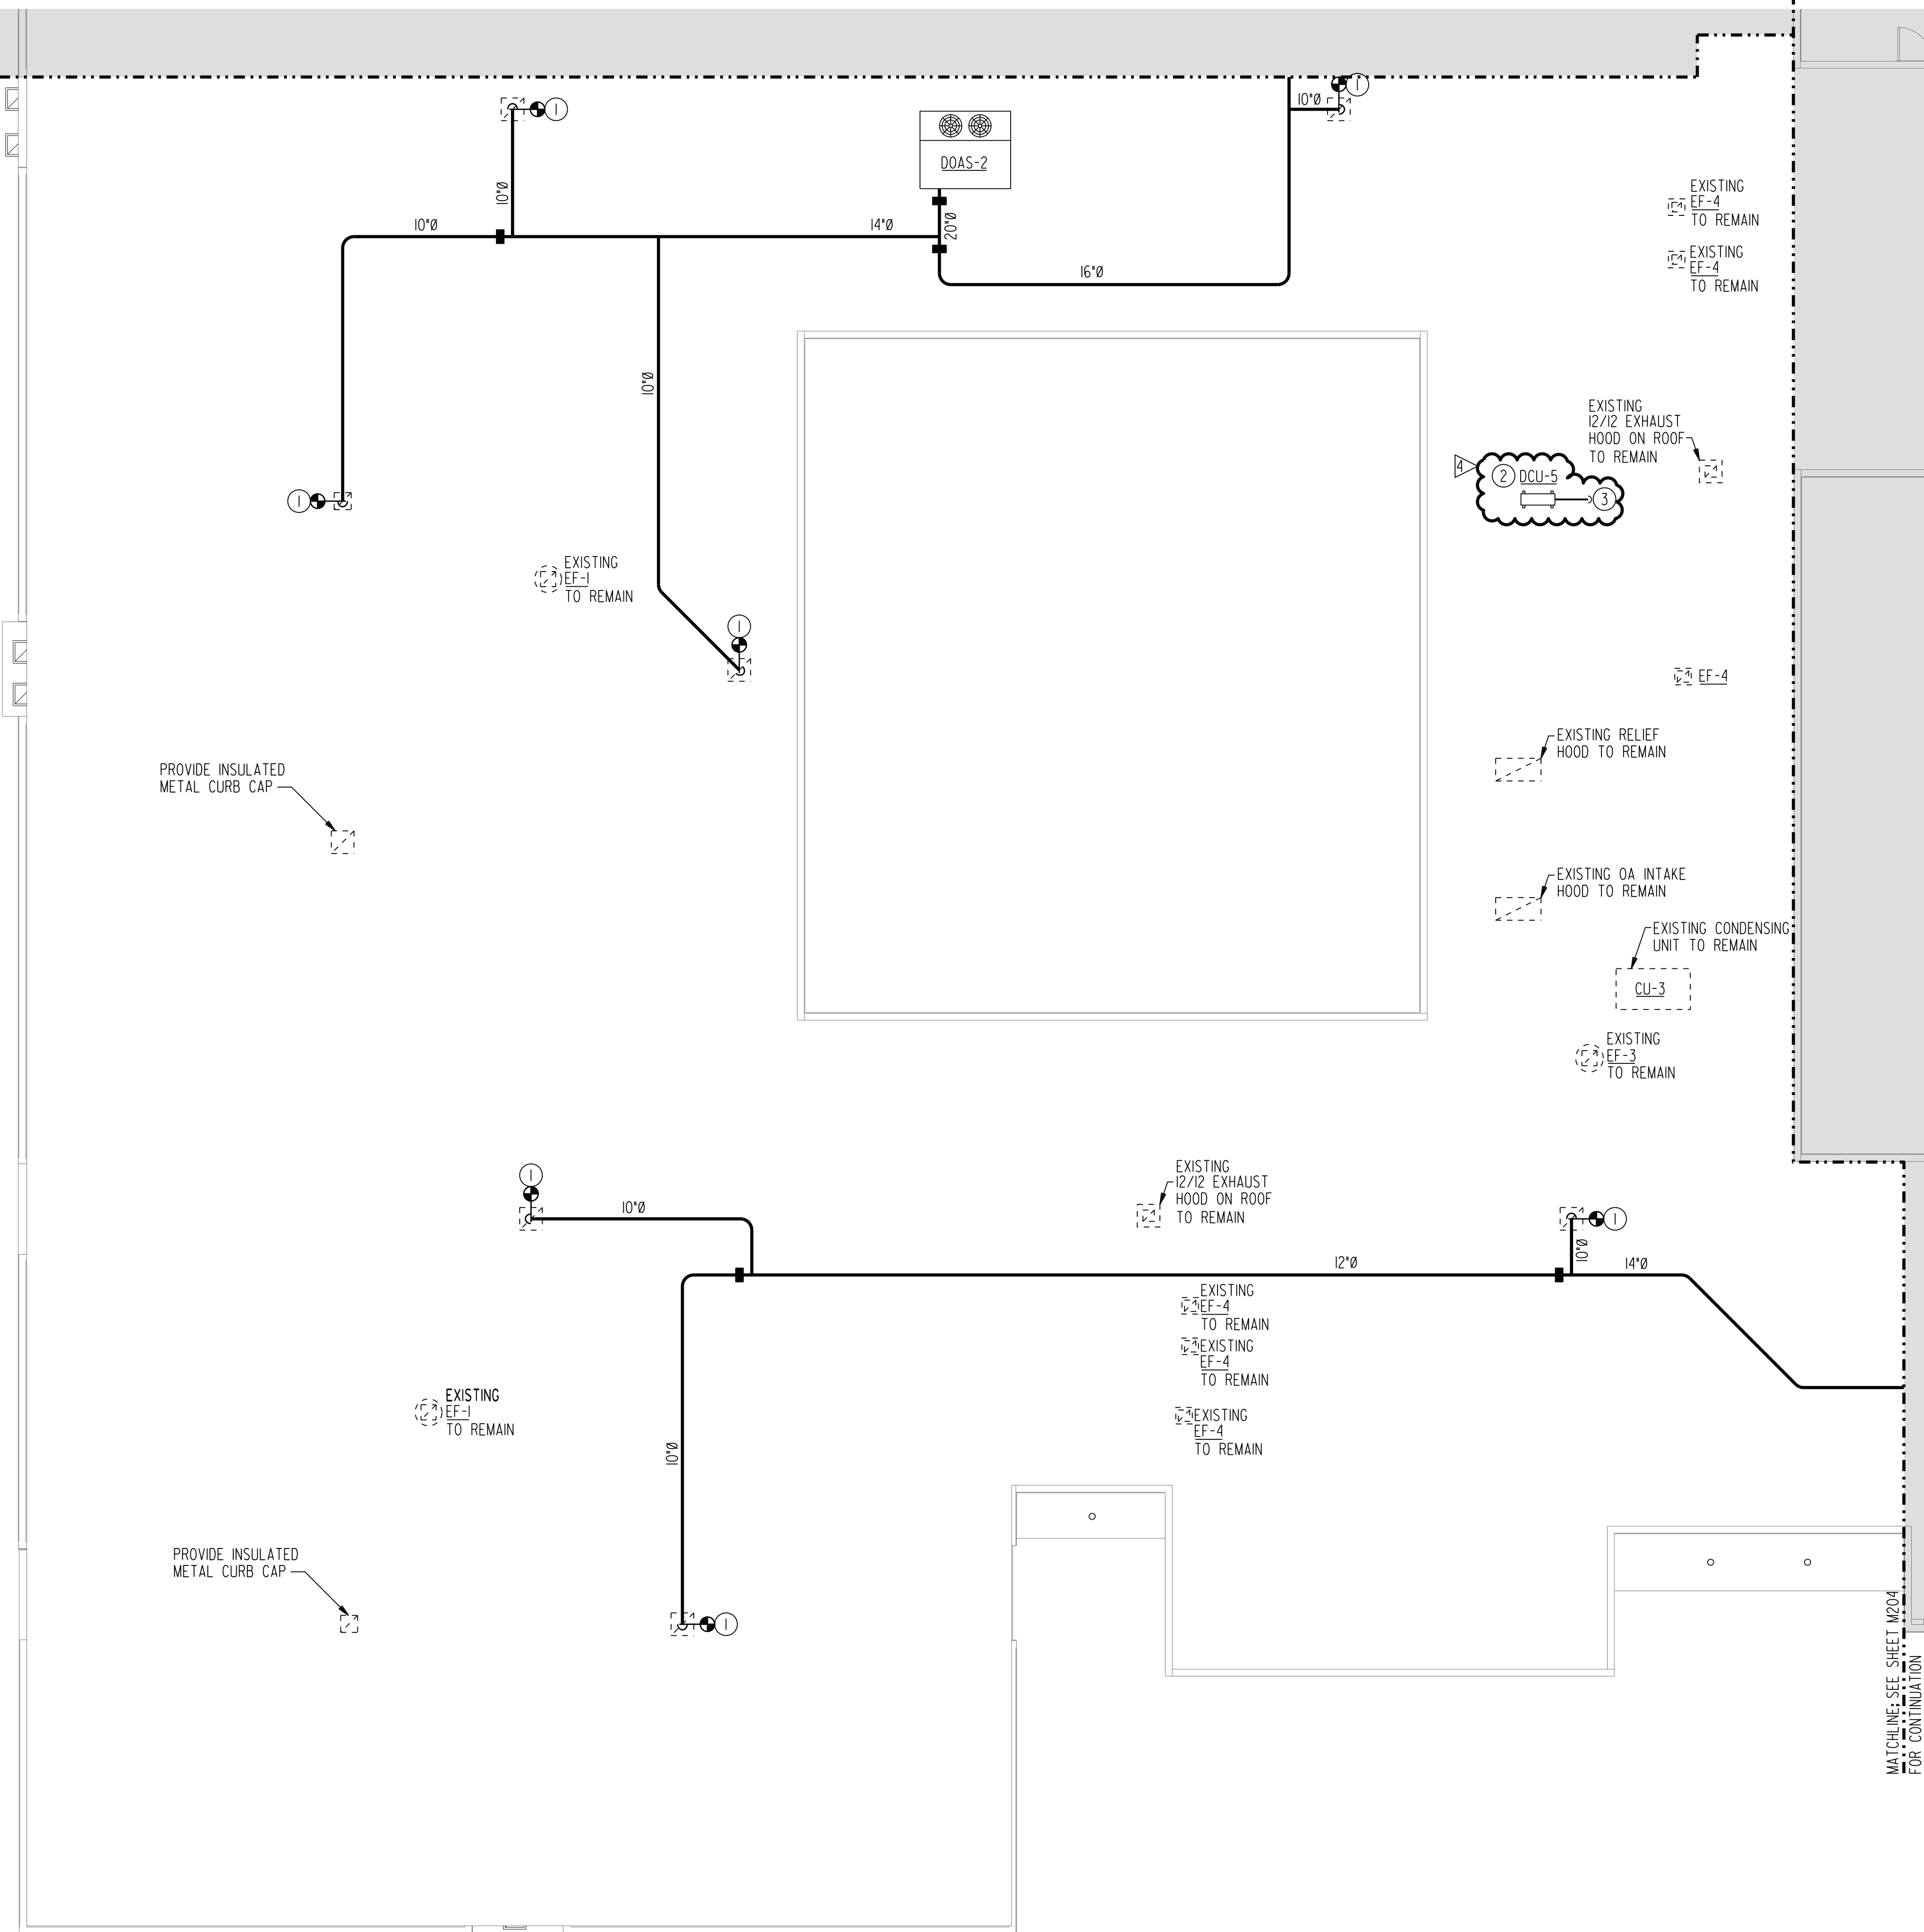 10"Ø
1
1
10"Ø
DOAS-2
EXISTING
EF-4
TO REMAIN
10"Ø
10"Ø
14"Ø
20"Ø
EXISTING
EF-4
TO REMAIN
16"Ø
10"Ø
EXISTING
12/12 EXHAUST
HOOD ON ROOF
TO REMAIN
4
2
DCU-5
3
1
EXISTING
EF-1
TO REMAIN
1
EF-4
EXISTING RELIEF
HOOD TO REMAIN
PROVIDE INSULATED
METAL CURB CAP
EXISTING OA INTAKE
HOOD TO REMAIN
EXISTING CONDENSING
UNIT TO REMAIN
CU-3
EXISTING
EF-3
TO REMAIN
1
10"Ø
EXISTING
12/12 EXHAUST
HOOD ON ROOF
TO REMAIN
1
10"Ø
12"Ø
14"Ø
EXISTING
EF-4
TO REMAIN
EXISTING
EF-4
TO REMAIN
EXISTING
EF-1
TO REMAIN
EXISTING
EF-4
TO REMAIN
10"Ø
PROVIDE INSULATED
METAL CURB CAP
1
MATCHLINE: SEE SHEET M204
FOR CONTINUATION